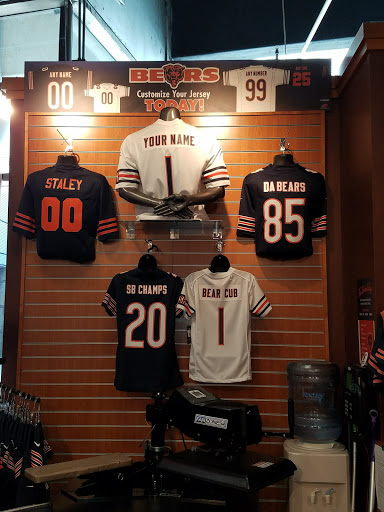 BEARS
Customize Your Jersey
TODAY!
ANY NAME
00
00
ANY NUMBER
99
25
YOUR NAME
1
STALEY
00
DA BEARS
85
SB CHAMPS
20
BEAR CUB
1